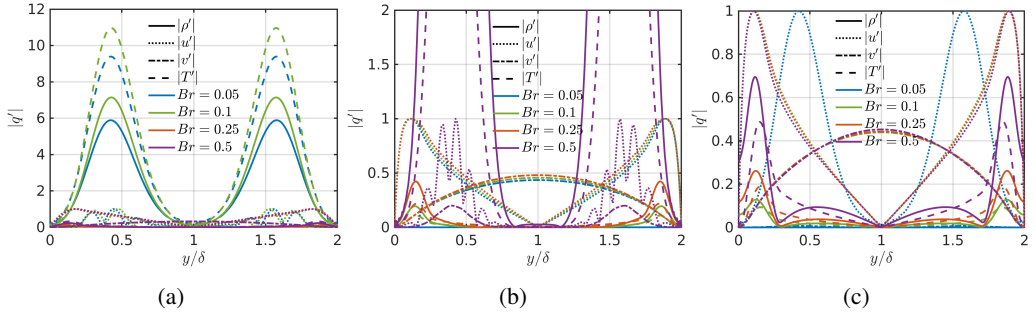 12
10
8
6
4
2
0
|q′|
0
0.5
1
1.5
2
y/δ
|ρ′|
|u′|
|v′|
|T′|
Br = 0.05
Br = 0.1
Br = 0.25
Br = 0.5
(a)
2
1.5
1
0.5
0
|q′|
0
0.5
1
1.5
2
y/δ
|ρ′|
|u′|
|v′|
|T′|
Br = 0.05
Br = 0.1
Br = 0.25
Br = 0.5
(b)
1
0.8
0.6
0.4
0.2
0
|q′|
0
0.5
1
1.5
2
y/δ
|ρ′|
|u′|
|v′|
|T′|
Br = 0.05
Br = 0.1
Br = 0.25
Br = 0.5
(c)